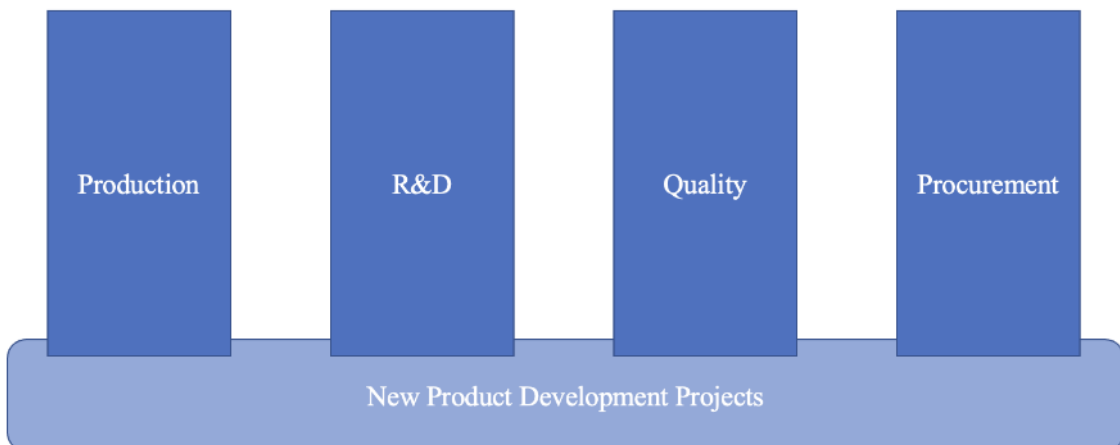 Production
R&D
Quality
Procurement
New Product Development Projects